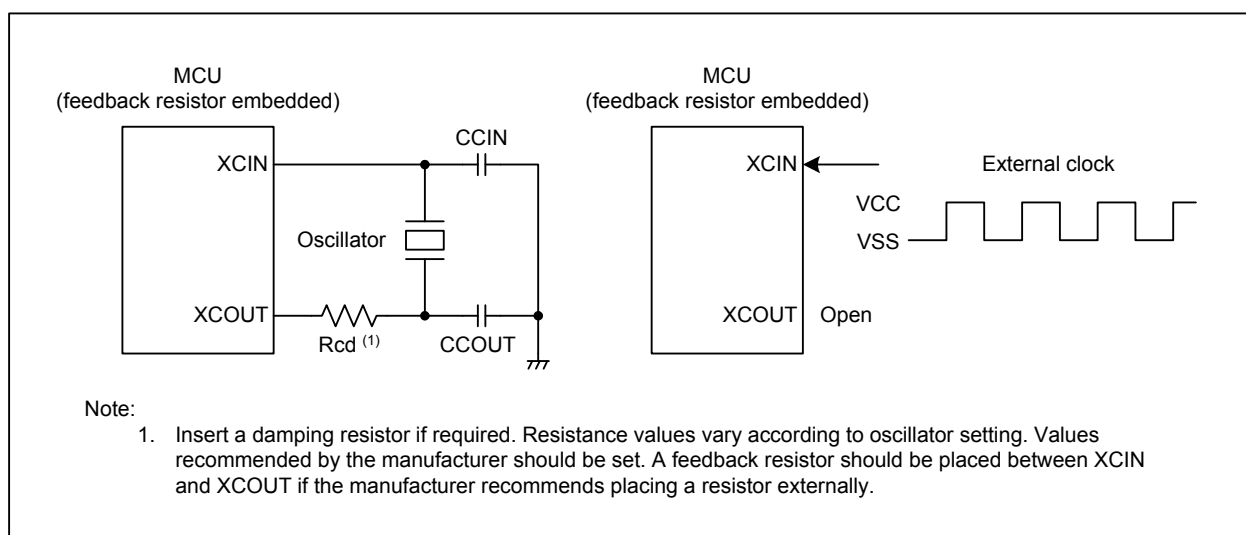 MCU
(feedback resistor embedded)
XCIN
CCIN
Oscillator
XCOUT
Rcd (1)
CCOUT
MCU
(feedback resistor embedded)
XCIN
External clock
VCC
VSS
XCOUT
Open
Note:
1. Insert a damping resistor if required. Resistance values vary according to oscillator setting. Values
recommended by the manufacturer should be set. A feedback resistor should be placed between XCIN
and XCOUT if the manufacturer recommends placing a resistor externally.